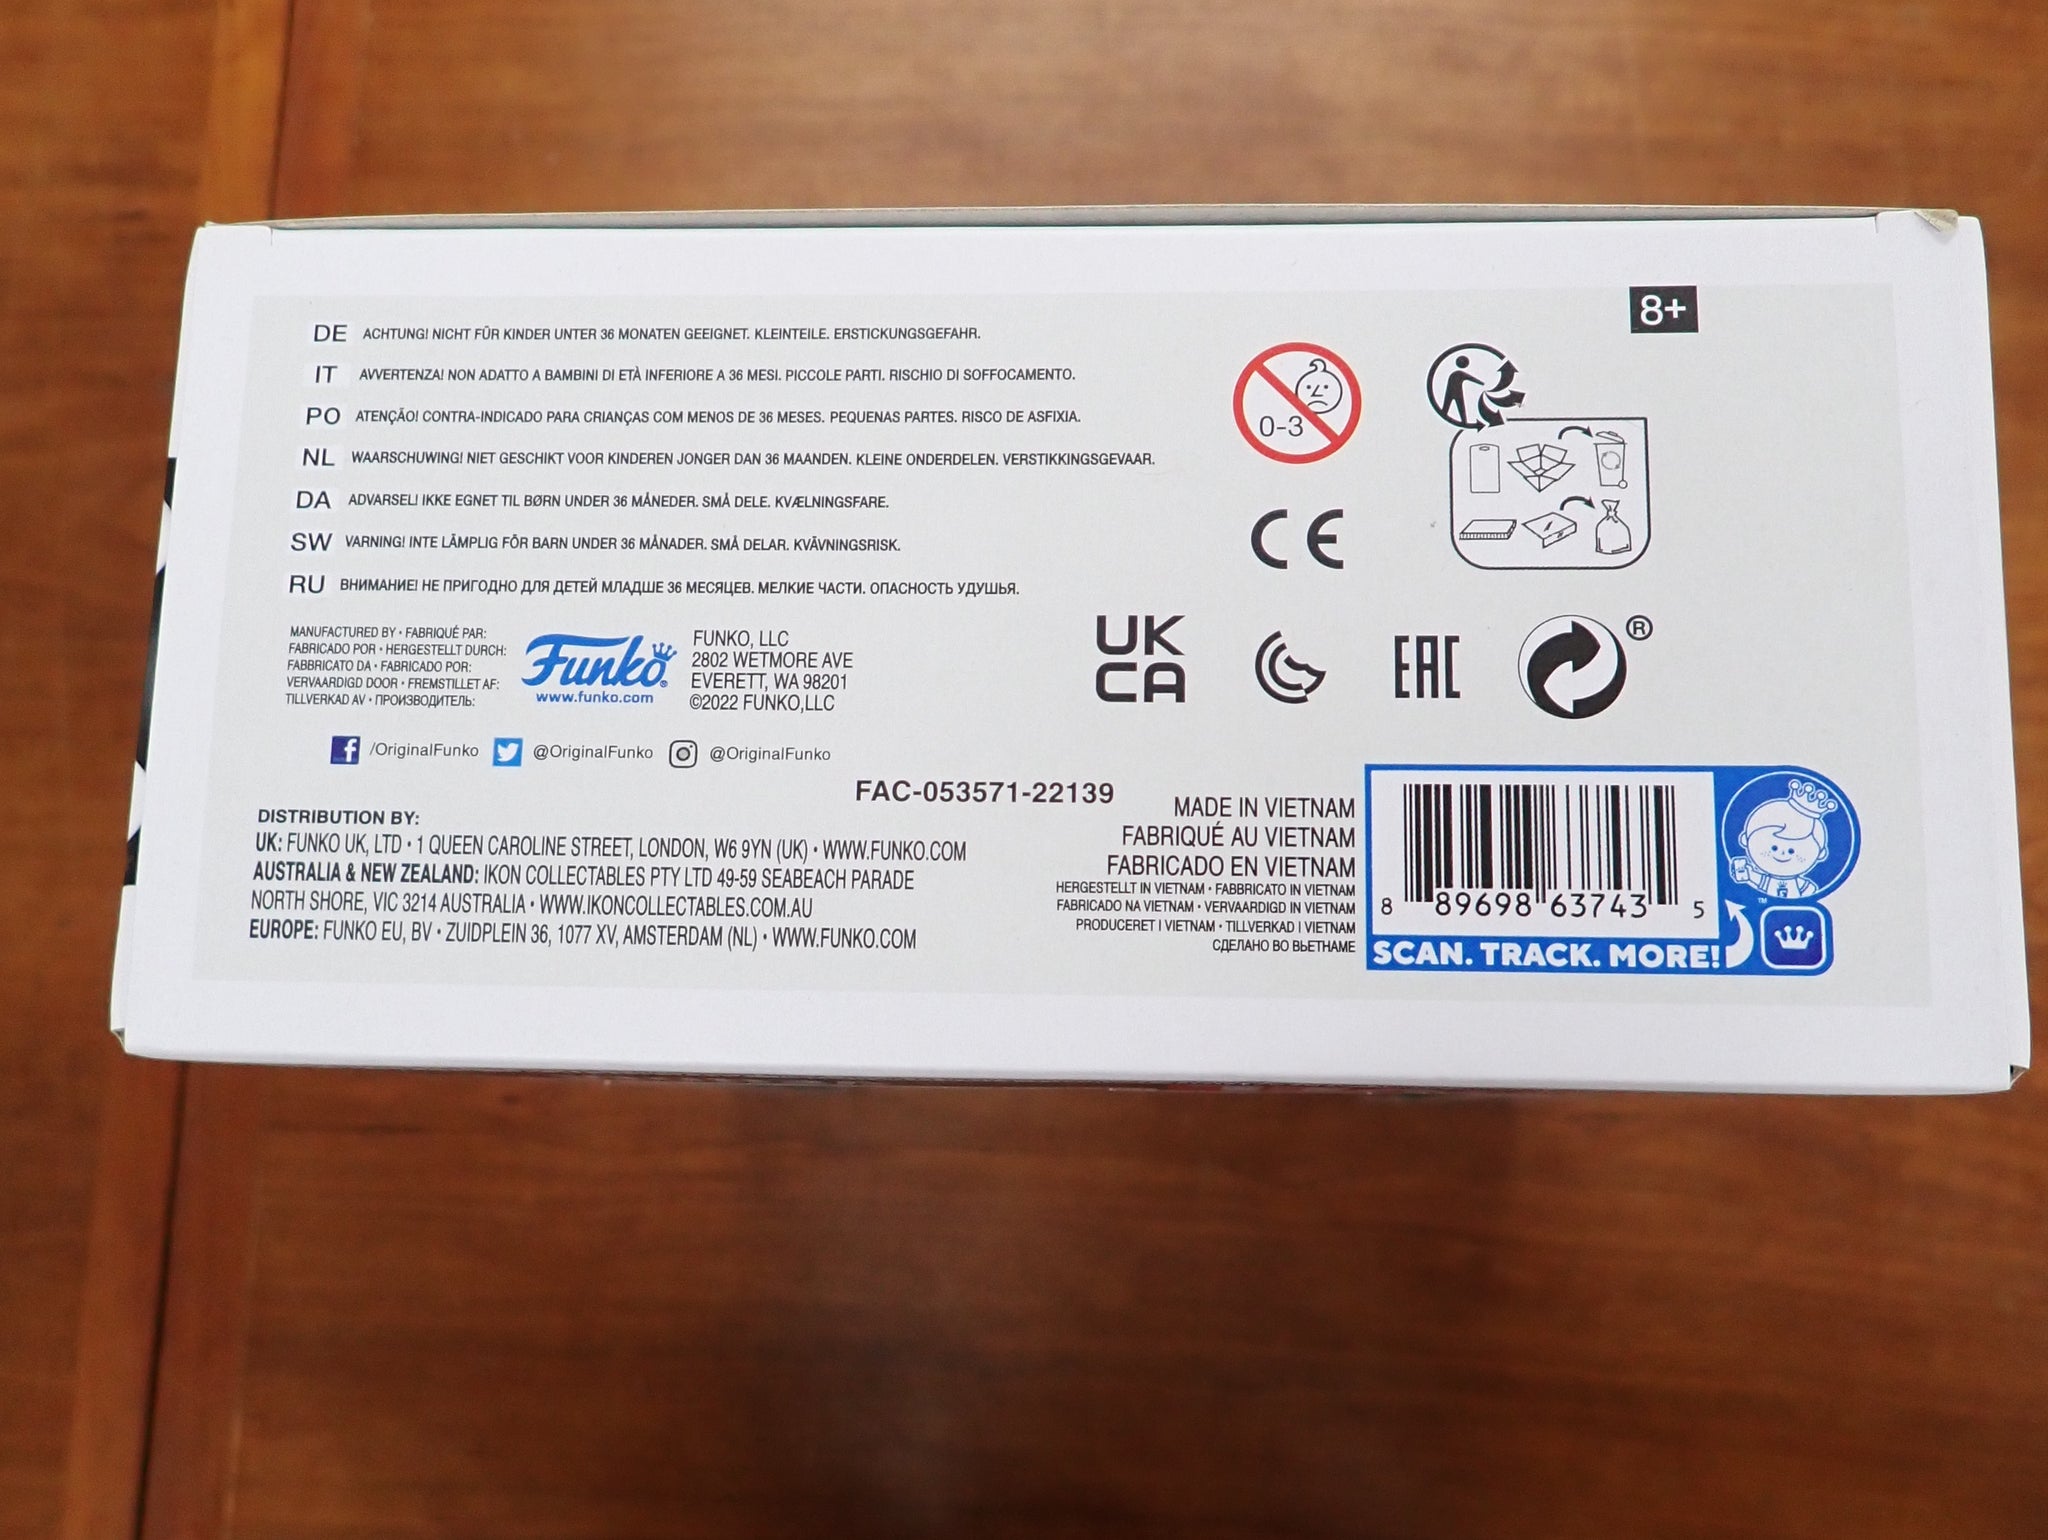 8+
DE ACHTUNG! NICHT FÜR KINDER UNTER 36 MONATEN GEEIGNET. KLEINTEILE. ERSTICKUNGSGEFAHR.
IT AVVERTENZA! NON ADATTO A BAMBINI DI ETÀ INFERIORE A 36 MESI. PICCOLE PARTI. RISCHIO DI SOFFOCAMENTO.
PO ATENÇÃO! CONTRA-INDICADO PARA CRIANÇAS COM MENOS DE 36 MESES. PEQUENAS PARTES. RISCO DE ASFIXIA.
NL WAARSCHUWING! NIET GESCHIKT VOOR KINDEREN JONGER DAN 36 MAANDEN. KLEINE ONDERDELEN. VERSTIKKINGSGEVAAR.
DA ADVARSEL! IKKE EGNET TIL BØRN UNDER 36 MÅNEDER. SMÅ DELE. KVÆLNINGSFARE.
SW VARNING! INTE LÄMPLIG FÖR BARN UNDER 36 MÅNADER. SMÅ DELAR. KVÄVNINGSRISK.
RU ВНИМАНИЕ! НЕ ПРИГОДНО ДЛЯ ДЕТЕЙ МЛАДШЕ 36 МЕСЯЦЕВ. МЕЛКИЕ ЧАСТИ. ОПАСНОСТЬ УДУШЬЯ.
0-3
CE
UK
CA
EAC
®
MANUFACTURED BY • FABRIQUÉ PAR:
FABRICADO POR • HERGESTELLT DURCH:
FABBRICATO DA • FABRICADO POR:
VERVAARDIGD DOOR • FREMSTILLET AF:
TILLVERKAD AV • ПРОИЗВОДИТЕЛЬ:
Funko®
www.funko.com
FUNKO, LLC
2802 WETMORE AVE
EVERETT, WA 98201
©2022 FUNKO,LLC
/OriginalFunko @OriginalFunko @OriginalFunko
FAC-053571-22139
DISTRIBUTION BY:
UK: FUNKO UK, LTD • 1 QUEEN CAROLINE STREET, LONDON, W6 9YN (UK) • WWW.FUNKO.COM
AUSTRALIA & NEW ZEALAND: IKON COLLECTABLES PTY LTD 49-59 SEABEACH PARADE
NORTH SHORE, VIC 3214 AUSTRALIA • WWW.IKONCOLLECTABLES.COM.AU
EUROPE: FUNKO EU, BV • ZUIDPLEIN 36, 1077 XV, AMSTERDAM (NL) • WWW.FUNKO.COM
MADE IN VIETNAM
FABRIQUÉ AU VIETNAM
FABRICADO EN VIETNAM
HERGESTELLT IN VIETNAM • FABBRICATO IN VIETNAM
FABRICADO NA VIETNAM • VERVAARDIGD IN VIETNAM
PRODUCERET I VIETNAM • TILLVERKAD I VIETNAM
СДЕЛАНО ВО ВЬЕТНАМЕ
8 89698 63743 5
™
SCAN. TRACK. MORE!